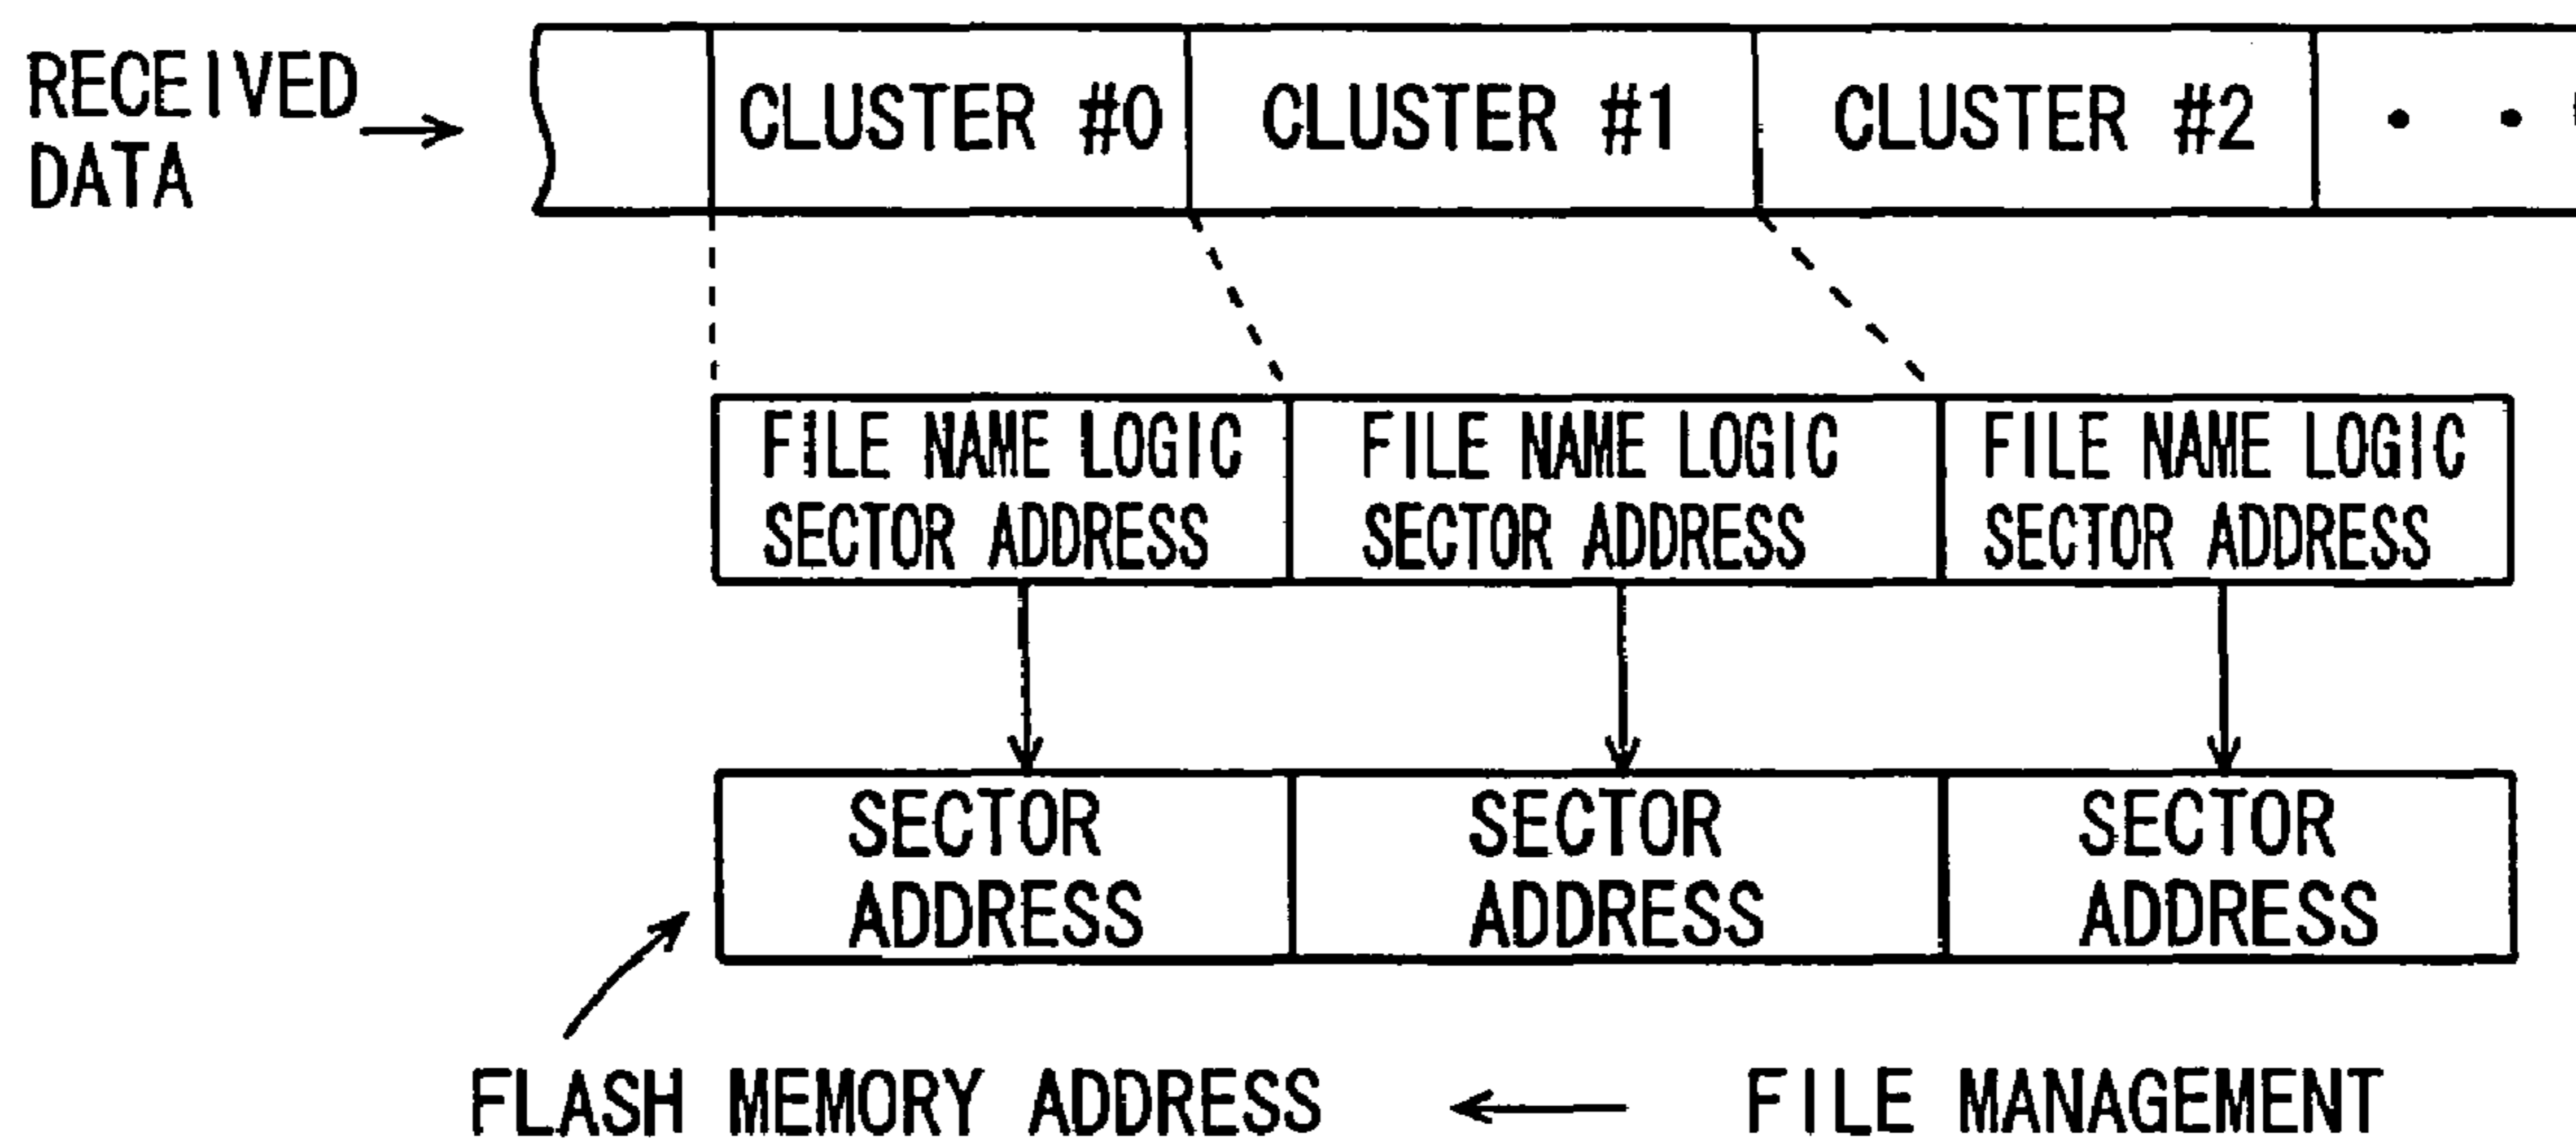 RECEIVED
DATA
CLUSTER #0
CLUSTER #1
CLUSTER #2
FILE NAME LOGIC
SECTOR ADDRESS
FILE NAME LOGIC
SECTOR ADDRESS
FILE NAME LOGIC
SECTOR ADDRESS
SECTOR
ADDRESS
SECTOR
ADDRESS
SECTOR
ADDRESS
FLASH MEMORY ADDRESS
FILE MANAGEMENT